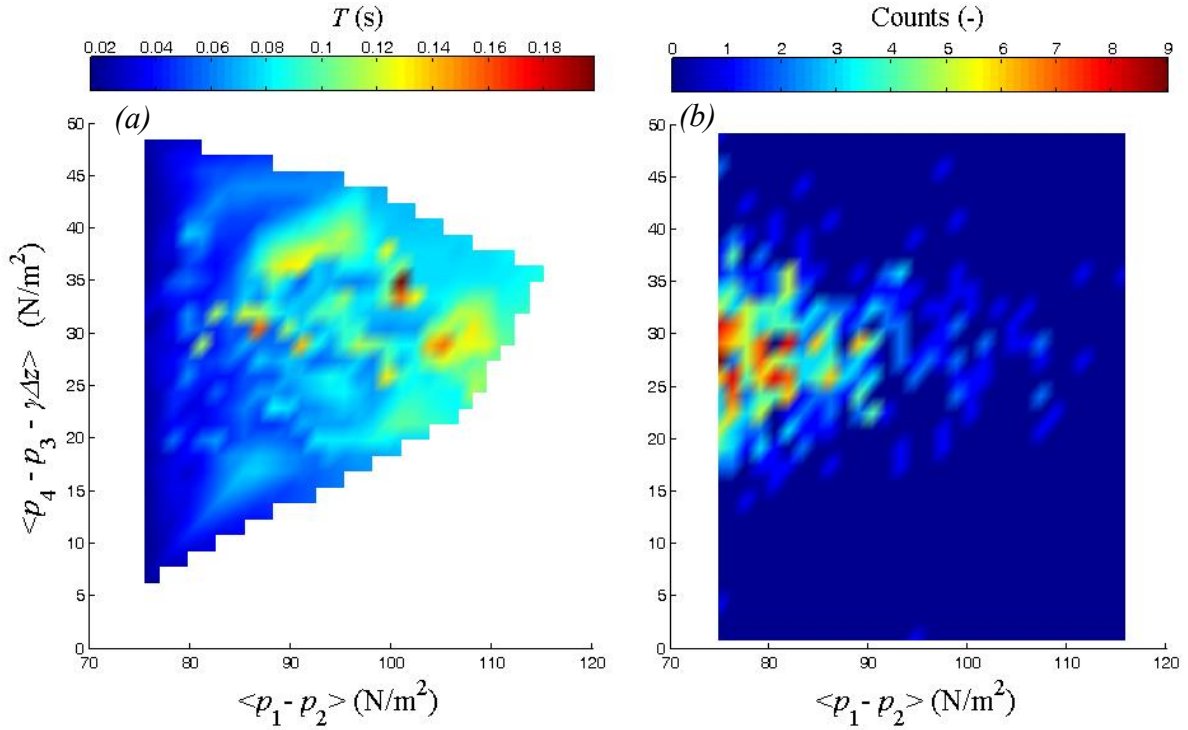 T (s)
0.02 0.04 0.06 0.08 0.1 0.12 0.14 0.16 0.18
Counts (-)
0 1 2 3 4 5 6 7 8 9
(a)
50
45
40
35
30
25
20
15
10
5
0
70 80 90 100 110 120
<p₁ - p₂> (N/m²)
<p₄ - p₃ - γΔz> (N/m²)
(b)
50
45
40
35
30
25
20
15
10
5
0
70 80 90 100 110 120
<p₁ - p₂> (N/m²)